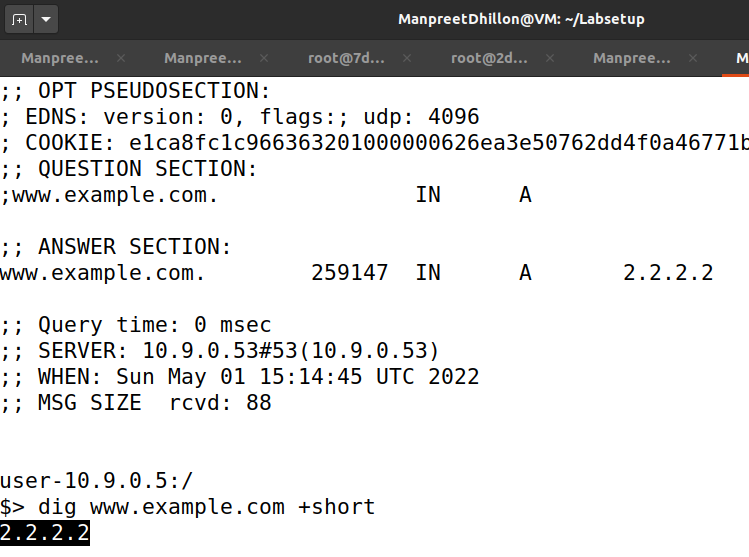 ManpreetDhillon@VM: ~/Labsetup
Manpree... × Manpree... × root@7d... × root@2d... × Manpree... × M
;; OPT PSEUDOSECTION:
; EDNS: version: 0, flags:; udp: 4096
; COOKIE: e1ca8fc1c966363201000000626ea3e50762dd4f0a46771b
;; QUESTION SECTION:
;www.example.com. IN A
;; ANSWER SECTION:
www.example.com. 259147 IN A 2.2.2.2
;; Query time: 0 msec
;; SERVER: 10.9.0.53#53(10.9.0.53)
;; WHEN: Sun May 01 15:14:45 UTC 2022
;; MSG SIZE rcvd: 88
user-10.9.0.5:/
$> dig www.example.com +short
2.2.2.2